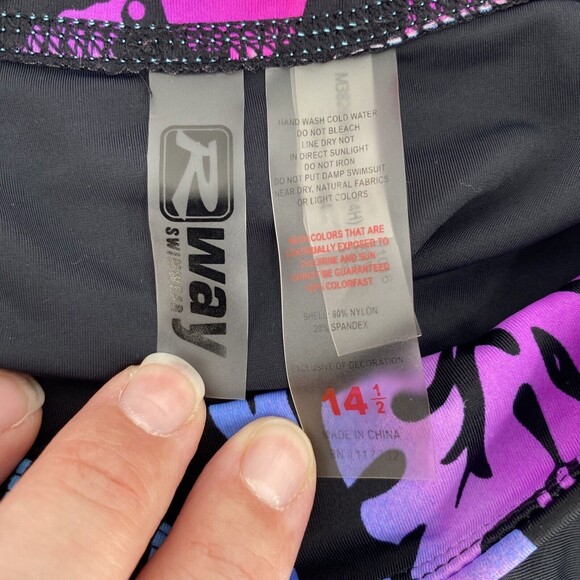 R
way
SWIMWEAR
HAND WASH COLD WATER
DO NOT BLEACH
LINE DRY NOT
IN DIRECT SUNLIGHT
DO NOT IRON
DO NOT PUT DAMP SWIMSUIT
NEAR DRY, NATURAL FABRICS
OR LIGHT COLORS
COLORS THAT ARE
EXPOSED TO
AND SUN
BE GUARANTEED
COLORFAST
SHELL: 80% NYLON
20% SPANDEX
EXCLUSIVE OF DECORATION
14 1/2
MADE IN CHINA